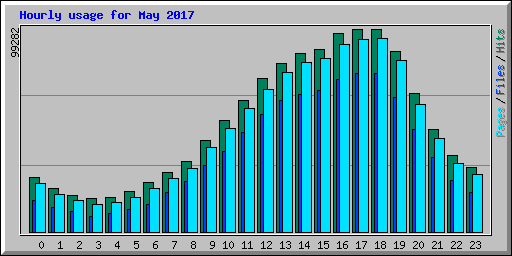 Hourly usage for May 2017
99282
Pages/Files/Hits
0 1 2 3 4 5 6 7 8 9 10 11 12 13 14 15 16 17 18 19 20 21 22 23